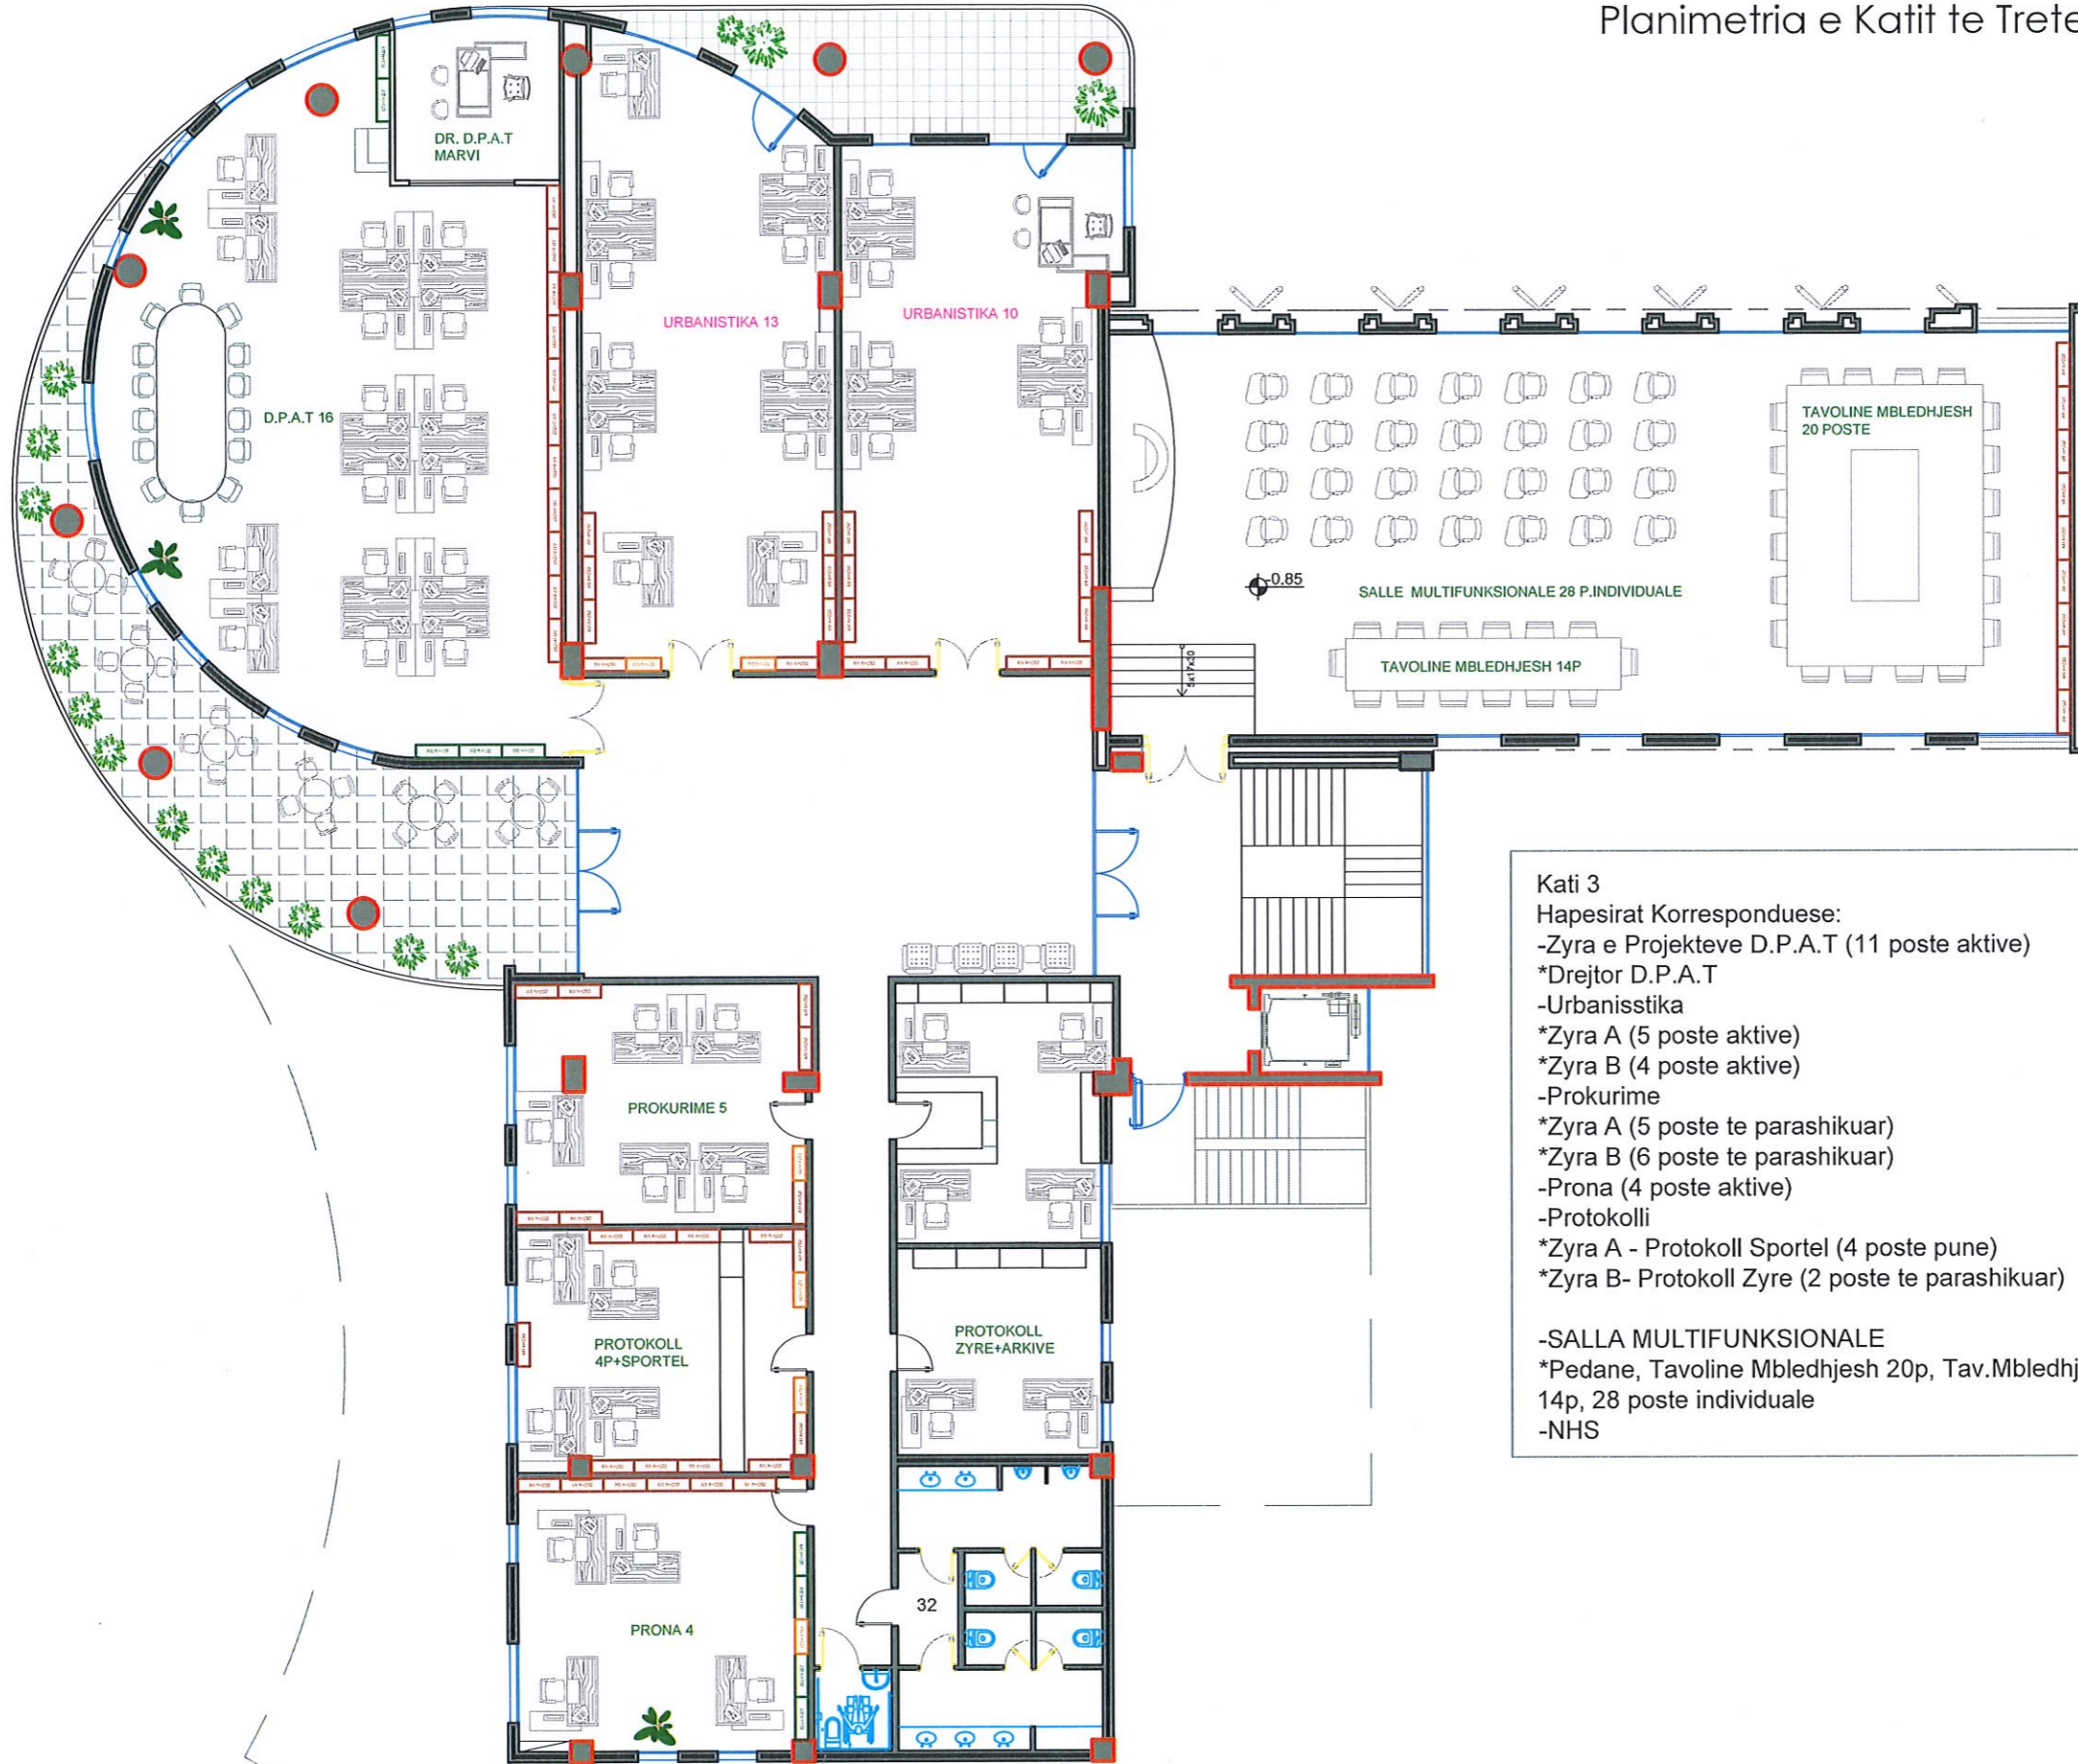 Planimetria e Katit te Trete
DR. D.P.A.T
MARVI
URBANISTIKA 13
URBANISTIKA 10
D.P.A.T 16
TAVOLINE MBLEDHJESH
20 POSTE
-0.85
SALLE MULTIFUNKSIONALE 28 P.INDIVIDUALE
TAVOLINE MBLEDHJESH 14P
5x17x30
Kati 3
Hapesirat Korresponduese:
-Zyra e Projekteve D.P.A.T (11 poste aktive)
*Drejtor D.P.A.T
-Urbanisstika
*Zyra A (5 poste aktive)
*Zyra B (4 poste aktive)
-Prokurime
*Zyra A (5 poste te parashikuar)
*Zyra B (6 poste te parashikuar)
-Prona (4 poste aktive)
-Protokolli
*Zyra A - Protokoll Sportel (4 poste pune)
*Zyra B- Protokoll Zyre (2 poste te parashikuar)
-SALLA MULTIFUNKSIONALE
*Pedane, Tavoline Mbledhjesh 20p, Tav.Mbledhj
14p, 28 poste individuale
-NHS
PROKURIME 5
PROTOKOLL
4P+SPORTEL
PROTOKOLL
ZYRE+ARKIVE
32
PRONA 4